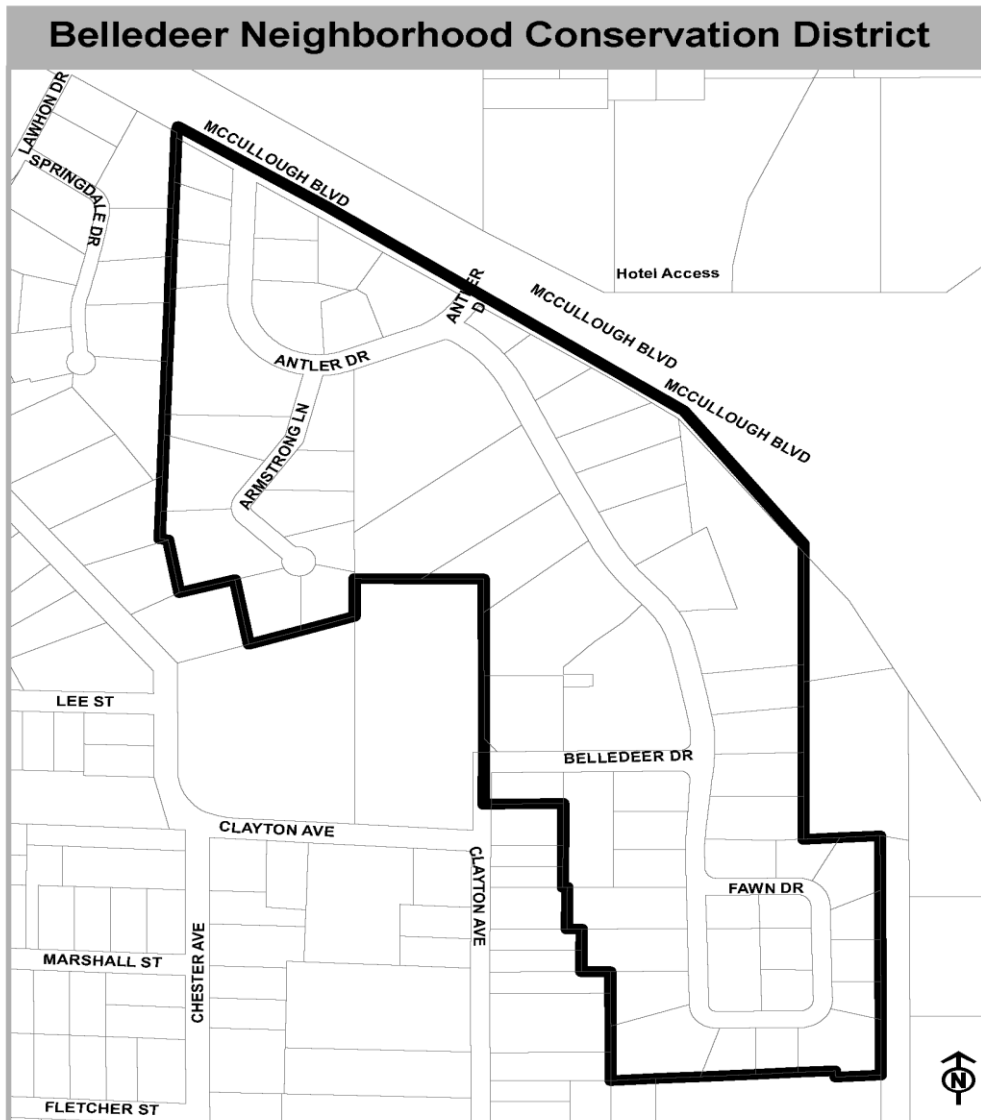 Belledeer Neighborhood Conservation District
LAWHON DR
MCCULLOUGH BLVD
SPRINGDALE DR
Hotel Access
ANTLER
D
MCCULLOUGH BLVD
ANTLER DR
MCCULLOUGH BLVD
ARMSTRONG LN
LEE ST
BELLEDEER DR
CLAYTON AVE
CLAYTON AVE
FAWN DR
CHESTER AVE
MARSHALL ST
N
FLETCHER ST